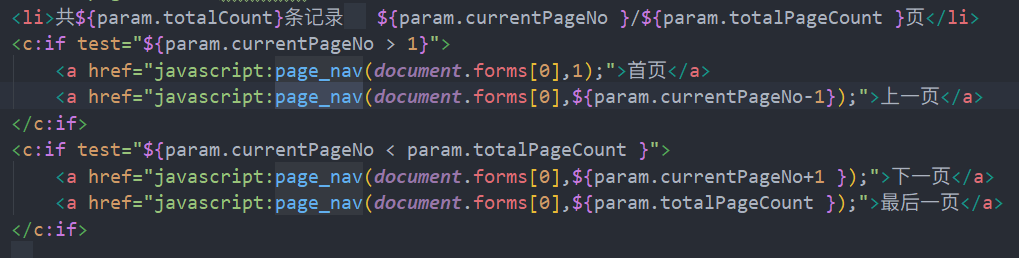 <li>共${param.totalCount}条记录    ${param.currentPageNo }/${param.totalPageCount }页</li>
<c:if test="${param.currentPageNo > 1}">
    <a href="javascript:page_nav(document.forms[0],1);">首页</a>
    <a href="javascript:page_nav(document.forms[0],${param.currentPageNo-1});">上一页</a>
</c:if>
<c:if test="${param.currentPageNo < param.totalPageCount }">
    <a href="javascript:page_nav(document.forms[0],${param.currentPageNo+1 });">下一页</a>
    <a href="javascript:page_nav(document.forms[0],${param.totalPageCount });">最后一页</a>
</c:if>